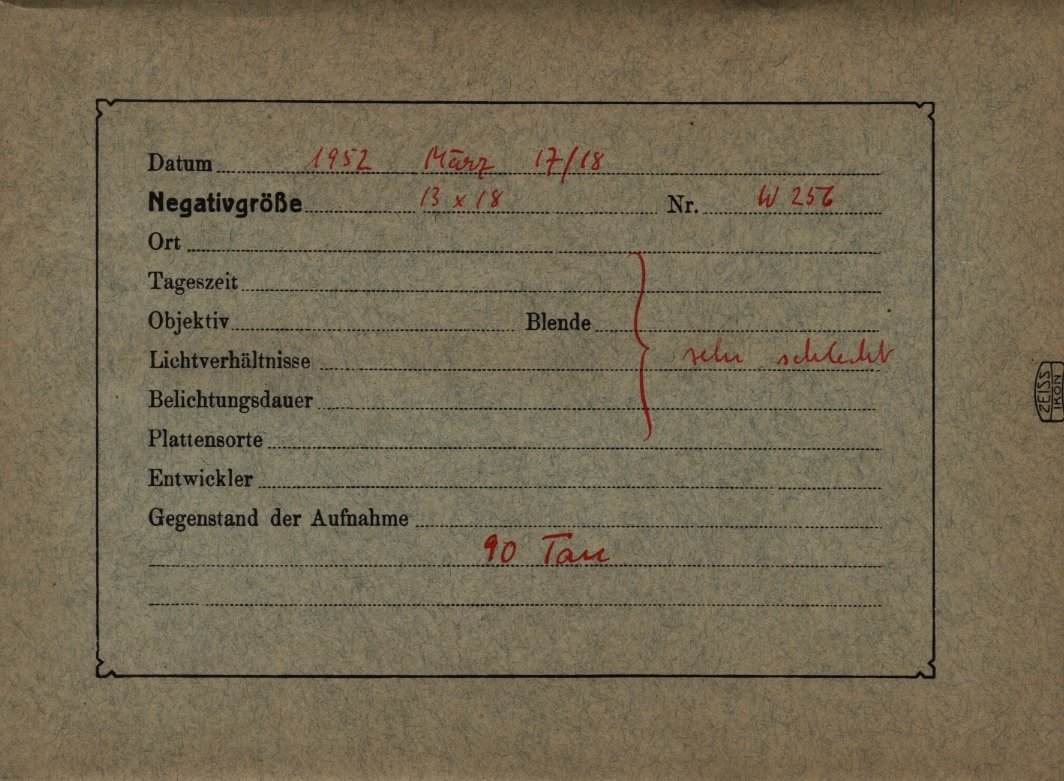 Datum 1952 März 17/18
Negativgröße 13 x 18 Nr. W 256
Ort
Tageszeit
Objektiv Blende
Lichtverhältnisse sehr schlecht
Belichtungsdauer
Plattensorte
Entwickler
Gegenstand der Aufnahme
90 Tau
ZEISS
IKON